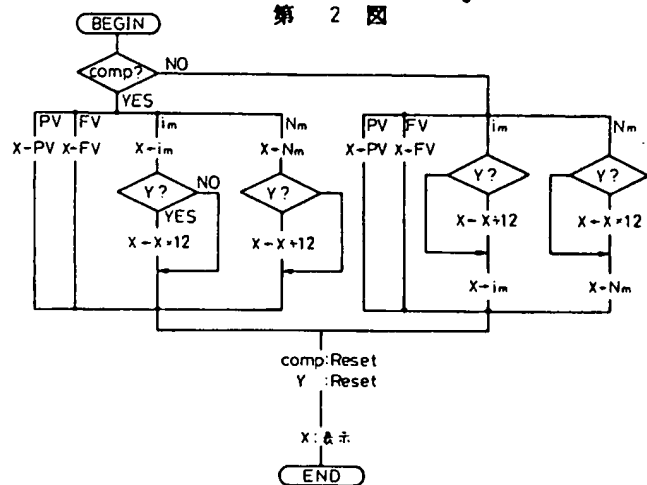 第 2 図
BEGIN
comp?
NO
YES
PV FV im Nm
X←PV X←FV X←im X←Nm
Y? NO Y?
YES
X←X×12 X←X÷12
PV FV im Nm
X→PV X→FV
Y? Y?
X←X÷12 X←X×12
X→im X→Nm
comp:Reset
Y :Reset
X:表示
END